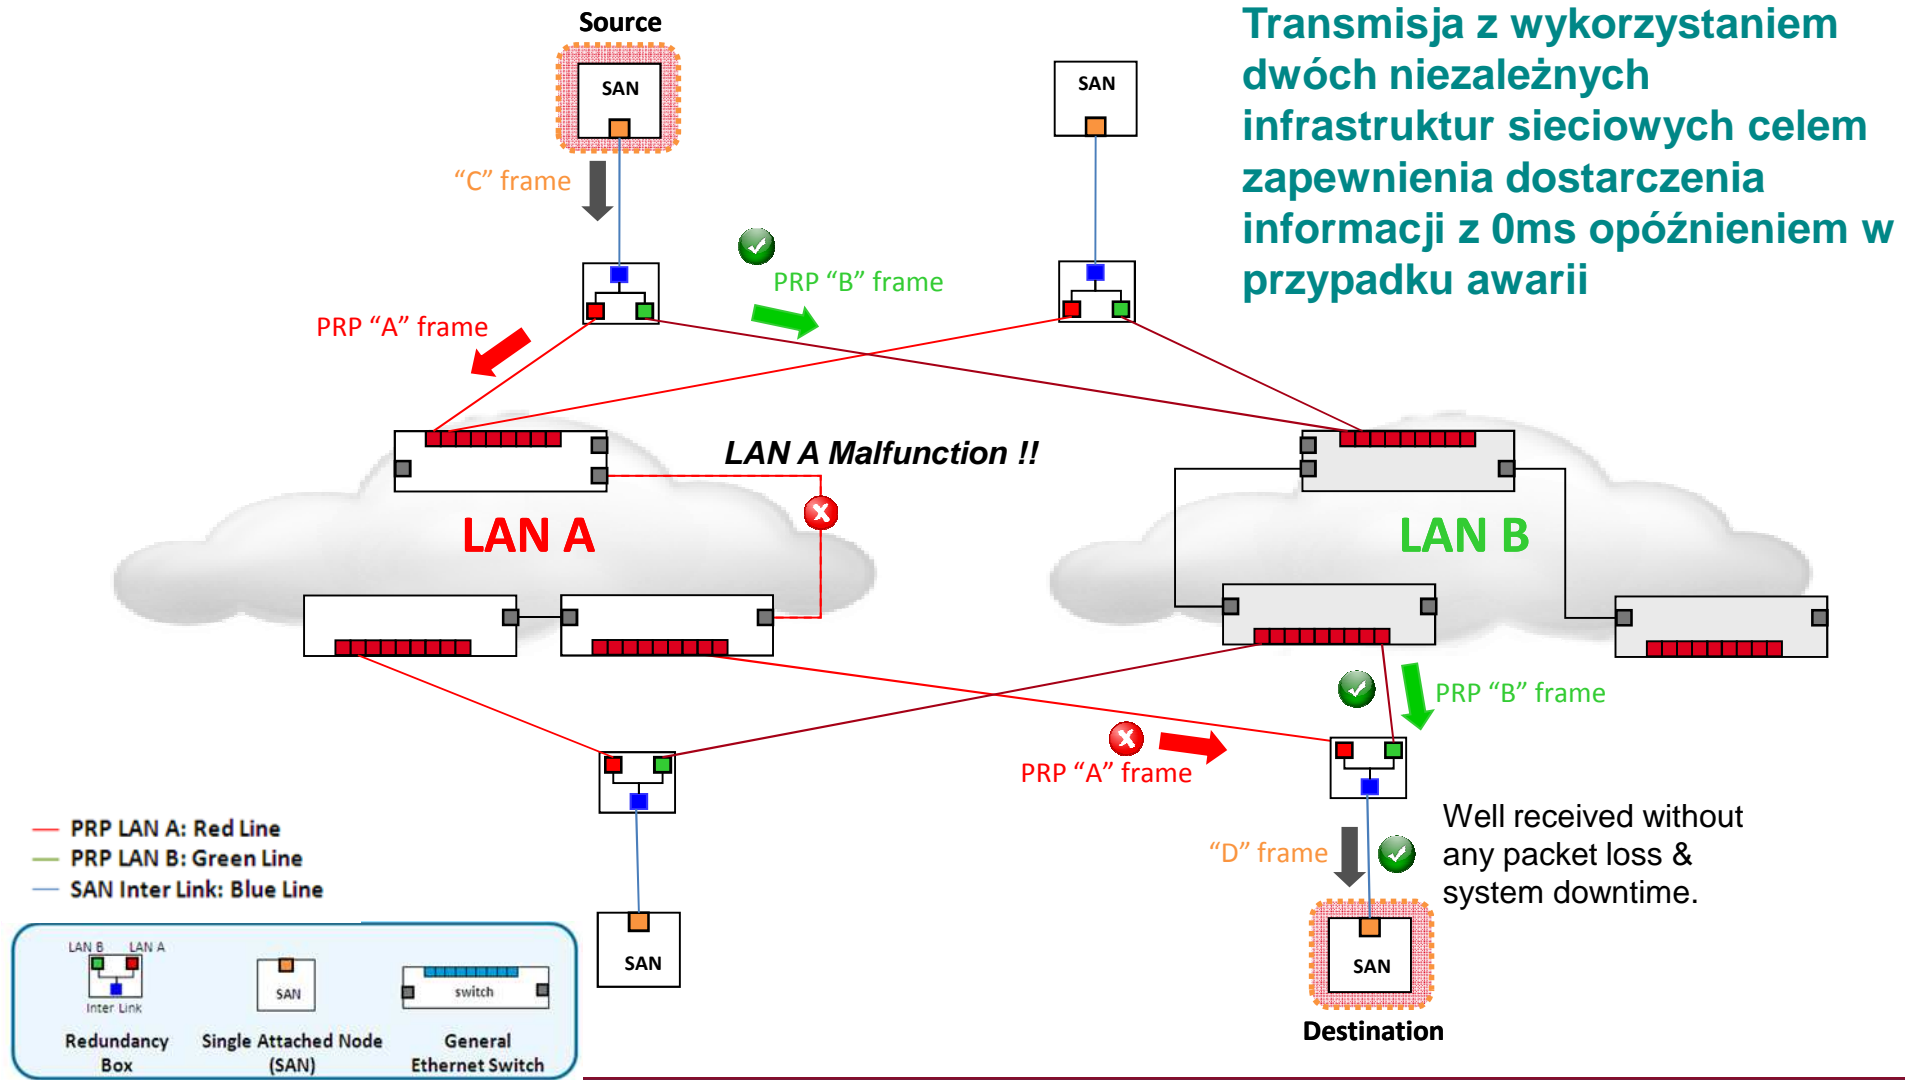 Source
Transmisja z wykorzystaniem
dwóch niezależnych
infrastruktur sieciowych celem
zapewnienia dostarczenia
informacji z 0ms opóźnieniem w
przypadku awarii
SAN
SAN
“C” frame
PRP “B” frame
PRP “A” frame
LAN A Malfunction !!
LAN A
LAN B
PRP “B” frame
PRP “A” frame
“D” frame
Well received without
any packet loss &
system downtime.
PRP LAN A: Red Line
PRP LAN B: Green Line
SAN Inter Link: Blue Line
SAN
SAN
Destination
LAN B LAN A
Inter Link
Redundancy
Box
SAN
Single Attached Node
(SAN)
switch
General
Ethernet Switch